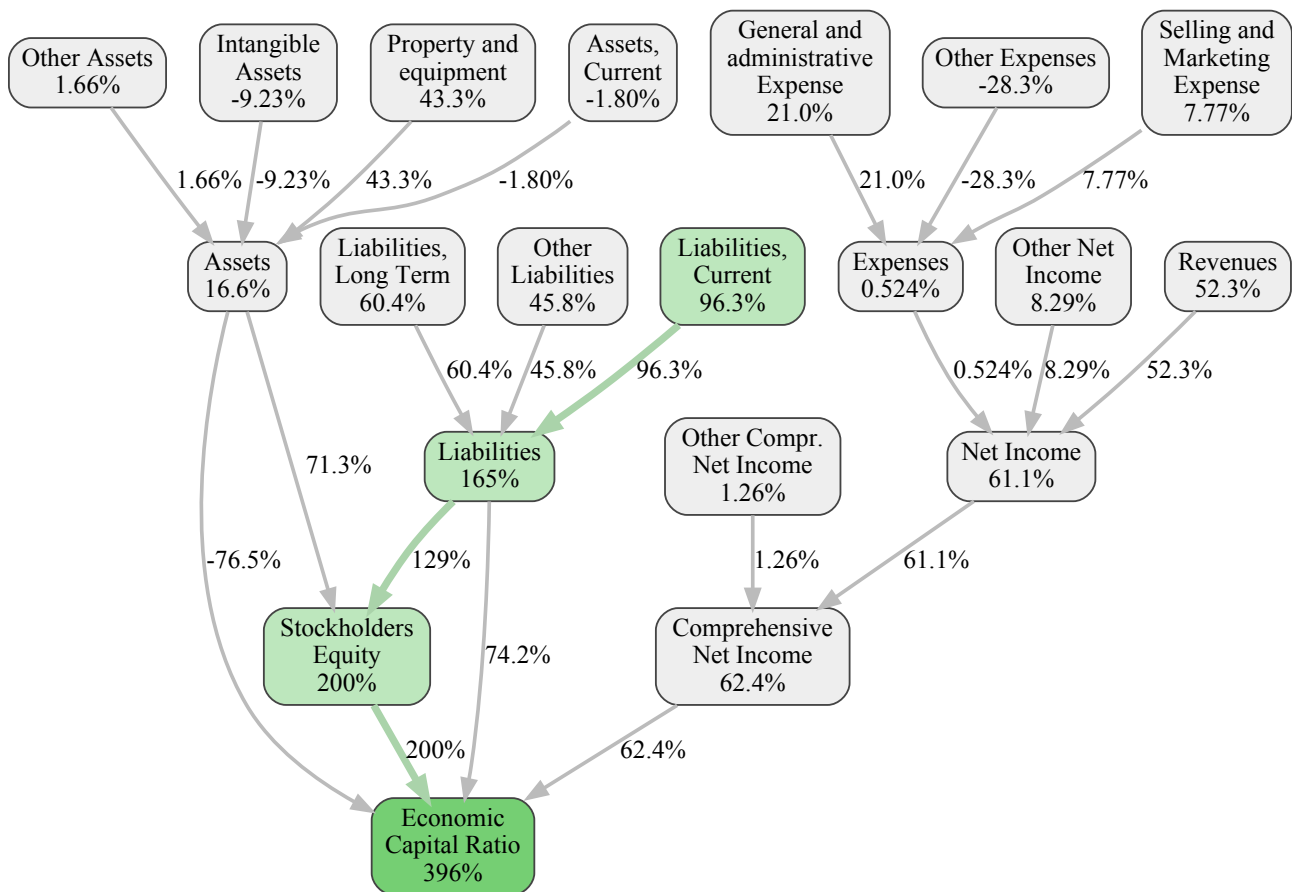 Other Assets
1.66%
Intangible
Assets
-9.23%
Property and
equipment
43.3%
Assets,
Current
-1.80%
General and
administrative
Expense
21.0%
Other Expenses
-28.3%
Selling and
Marketing
Expense
7.77%
1.66%
-9.23%
43.3%
-1.80%
21.0%
-28.3%
7.77%
Assets
16.6%
Liabilities,
Long Term
60.4%
Other
Liabilities
45.8%
Liabilities,
Current
96.3%
Expenses
0.524%
Other Net
Income
8.29%
Revenues
52.3%
60.4%
45.8%
96.3%
0.524%
8.29%
52.3%
71.3%
Liabilities
165%
Other Compr.
Net Income
1.26%
Net Income
61.1%
-76.5%
129%
1.26%
61.1%
Stockholders
Equity
200%
74.2%
Comprehensive
Net Income
62.4%
200%
62.4%
Economic
Capital Ratio
396%